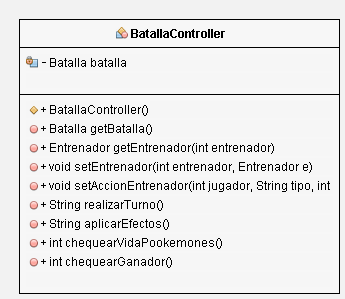 BatallaController
- Batalla batalla
+ BatallaController()
+ Batalla getBatalla()
+ Entrenador getEntrenador(int entrenador)
+ void setEntrenador(int entrenador, Entrenador e)
+ void setAccionEntrenador(int jugador, String tipo, int
+ String realizarTurno()
+ String aplicarEfectos()
+ int chequearVidaPookemones()
+ int chequearGanador()